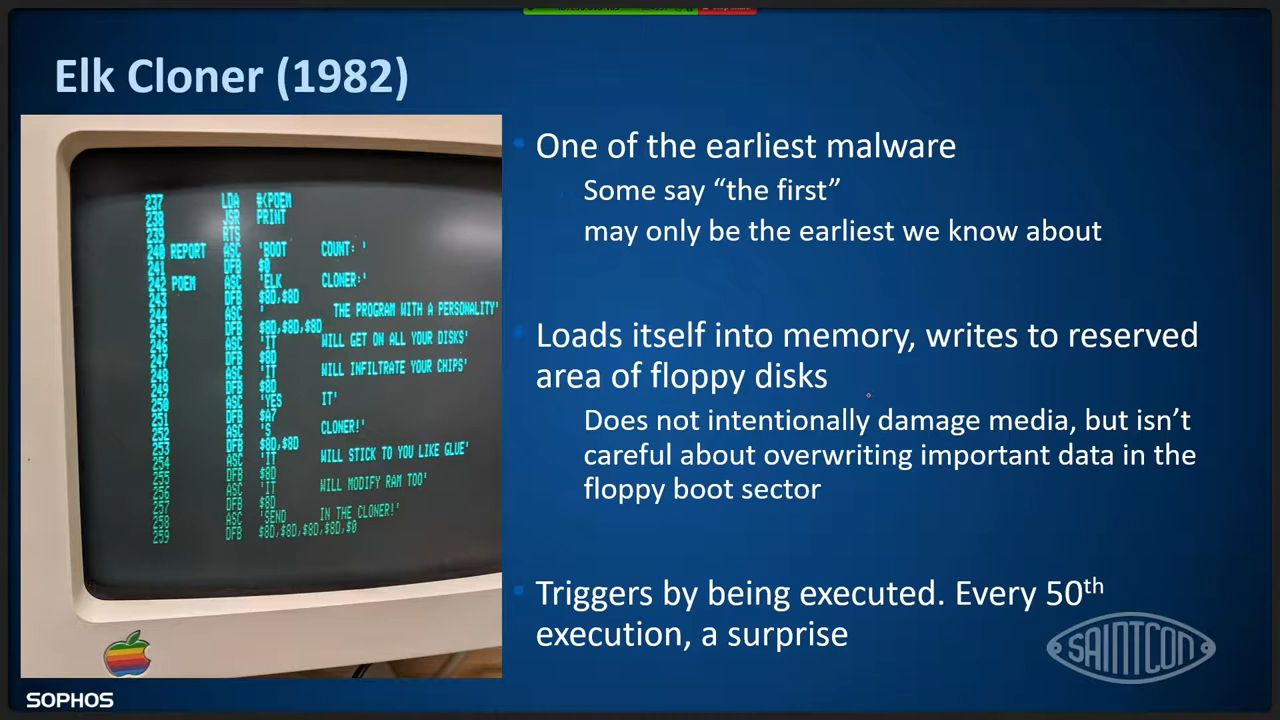 Elk Cloner (1982)
237 LDA #<POEM
238 JSR PRINT
239 RTS
240 REPORT ASC 'BOOT COUNT: '
241 DFB $0
242 POEM ASC 'ELK CLONER:'
243 DFB $8D,$8D
244 ASC ' THE PROGRAM WITH A PERSONALITY'
245 DFB $8D,$8D,$8D
246 ASC 'IT WILL GET ON ALL YOUR DISKS'
247 DFB $8D
248 ASC 'IT WILL INFILTRATE YOUR CHIPS'
249 DFB $8D
250 ASC 'YES IT'
251 DFB $A7
252 ASC 'S CLONER!'
253 DFB $8D,$8D
254 ASC 'IT WILL STICK TO YOU LIKE GLUE'
255 DFB $8D
256 ASC 'IT WILL MODIFY RAM TOO'
257 DFB $8D
258 ASC 'SEND IN THE CLONER!'
259 DFB $8D,$8D,$8D,$8D,$0
One of the earliest malware
Some say “the first”
may only be the earliest we know about
Loads itself into memory, writes to reserved
area of floppy disks
Does not intentionally damage media, but isn’t
careful about overwriting important data in the
floppy boot sector
Triggers by being executed. Every 50th
execution, a surprise
SAINTCON
SOPHOS